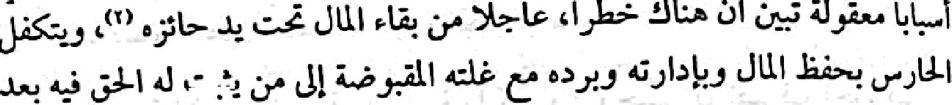 أسبابا معقولة تبين أن هناك خطرا، عاجلا من بقاء المال تحت يد حائزه (٢)، ويتكفل
الحارس بحفظ المال وبإدارته وبرده مع غلته المقبوضة إلى من يثبت له الحق فيه بعد